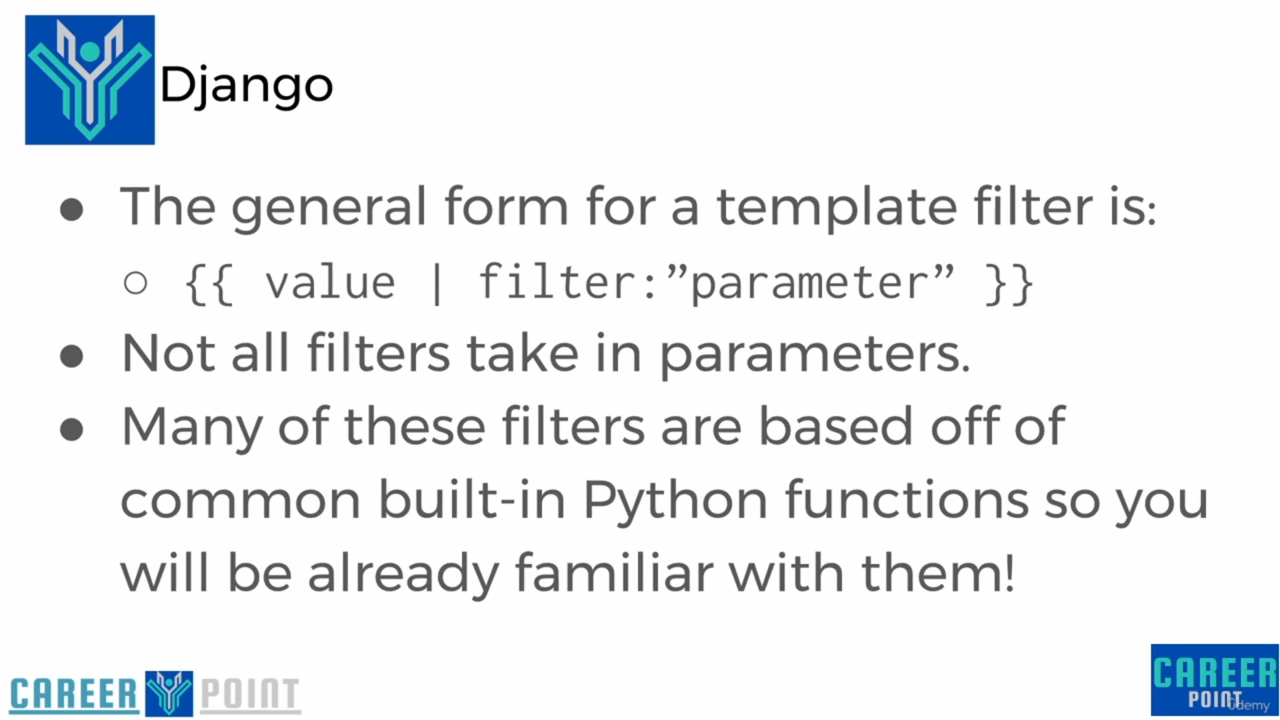 Django
● The general form for a template filter is:
○ {{ value | filter:”parameter” }}
● Not all filters take in parameters.
● Many of these filters are based off of
common built-in Python functions so you
will be already familiar with them!
CAREER POINT
CAREER
POINT
Udemy